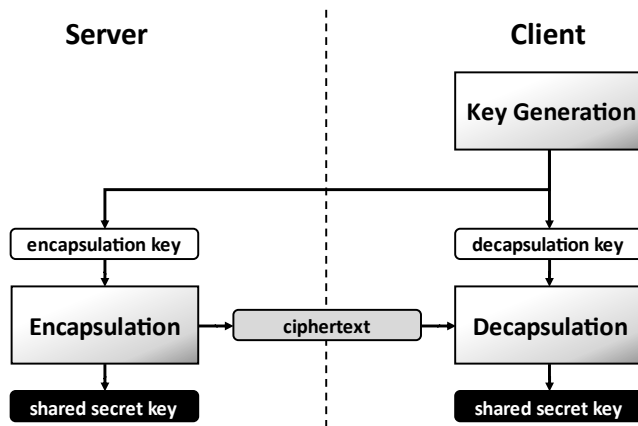 Server
Client
Key Generation
encapsulation key
decapsulation key
Encapsulation
ciphertext
Decapsulation
shared secret key
shared secret key